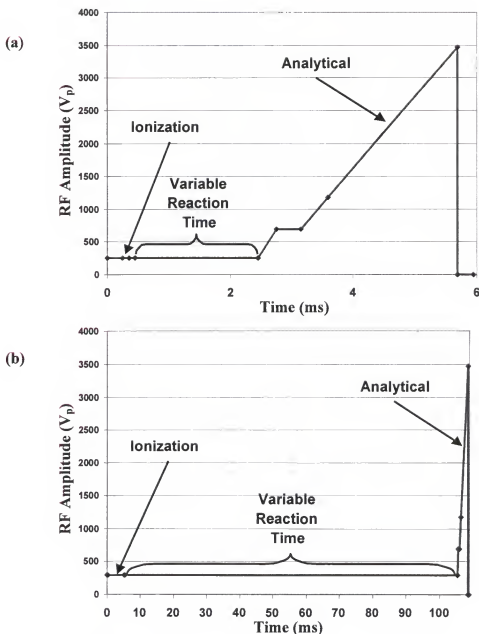 (a)
RF Amplitude (Vp)
4000
3500
3000
2500
2000
1500
1000
500
0
Analytical
Ionization
Variable
Reaction
Time
0 2 4 6
Time (ms)
(b)
RF Amplitude (Vp)
4000
3500
3000
2500
2000
1500
1000
500
0
Analytical
Ionization
Variable
Reaction
Time
0 10 20 30 40 50 60 70 80 90 100
Time (ms)